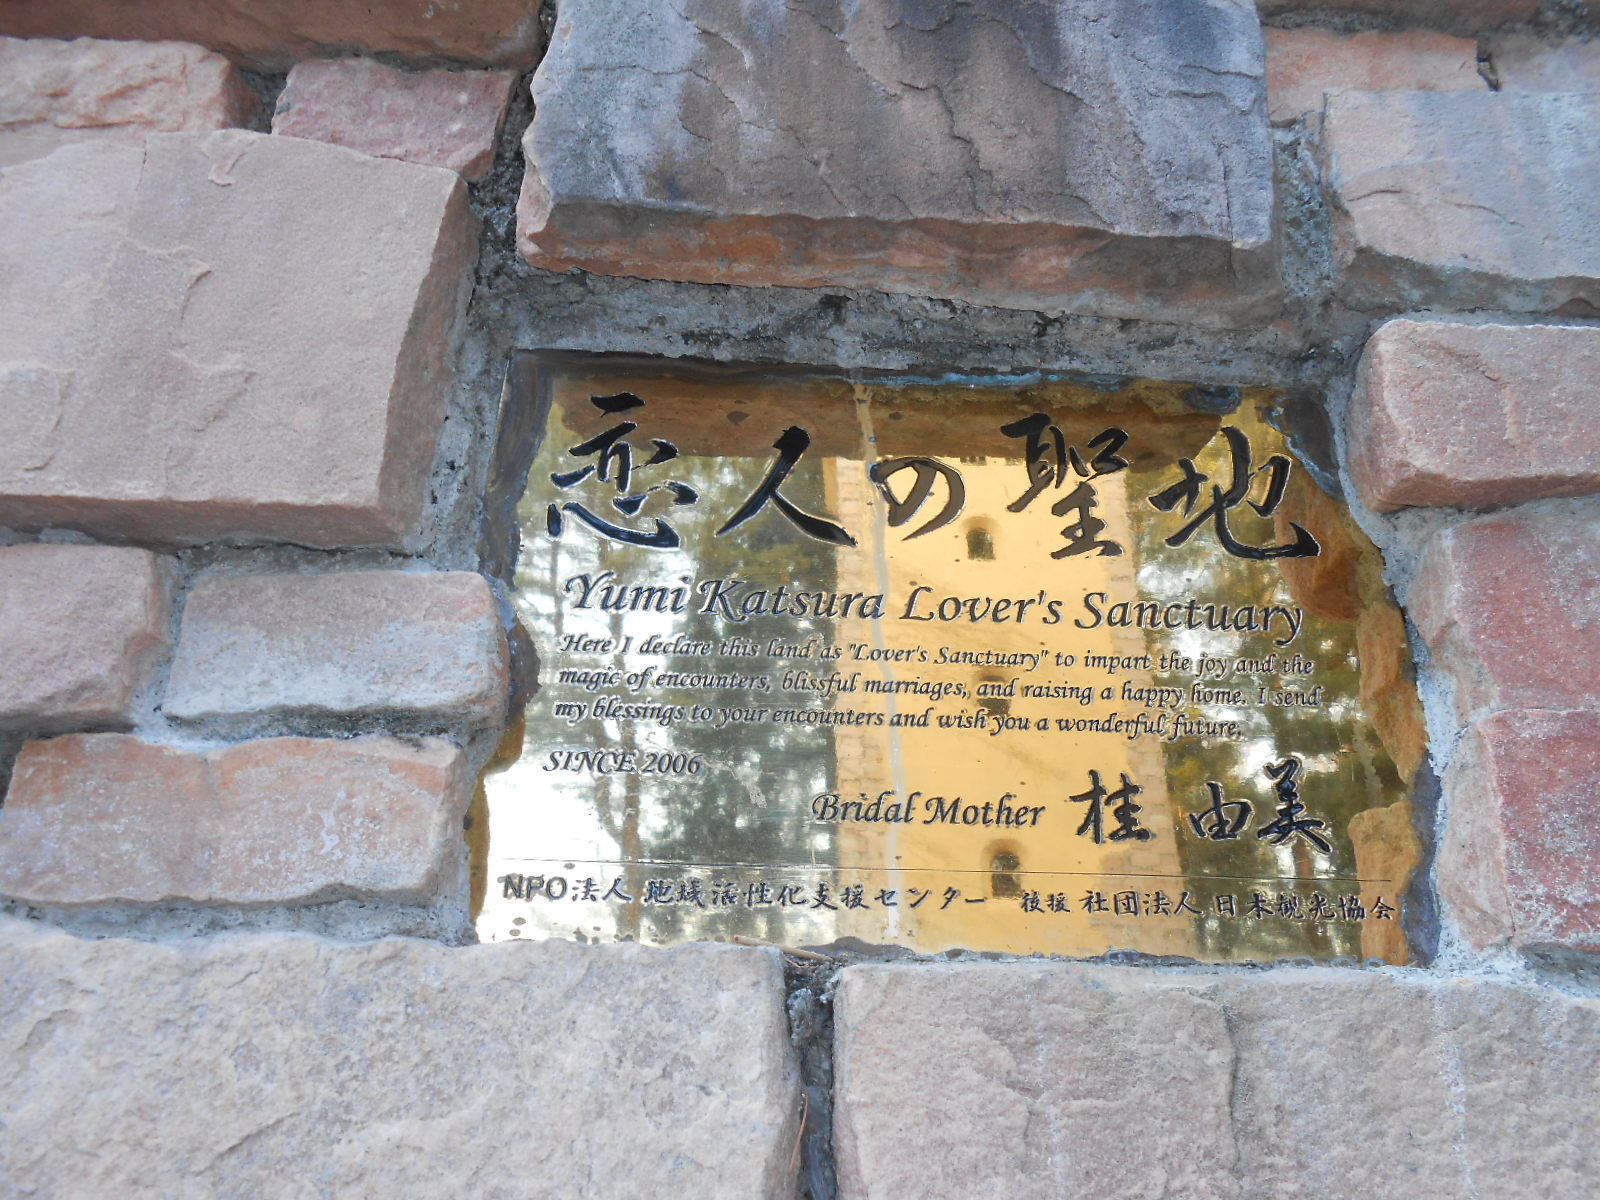 恋人の聖地
Yumi Katsura Lover's Sanctuary
Here I declare this land as "Lover's Sanctuary" to impart the joy and the
magic of encounters, blissful marriages, and raising a happy home. I send
my blessings to your encounters and wish you a wonderful future.
SINCE 2006
Bridal Mother 桂 由美
NPO法人 地域活性化支援センター 後援 社団法人 日本観光協会